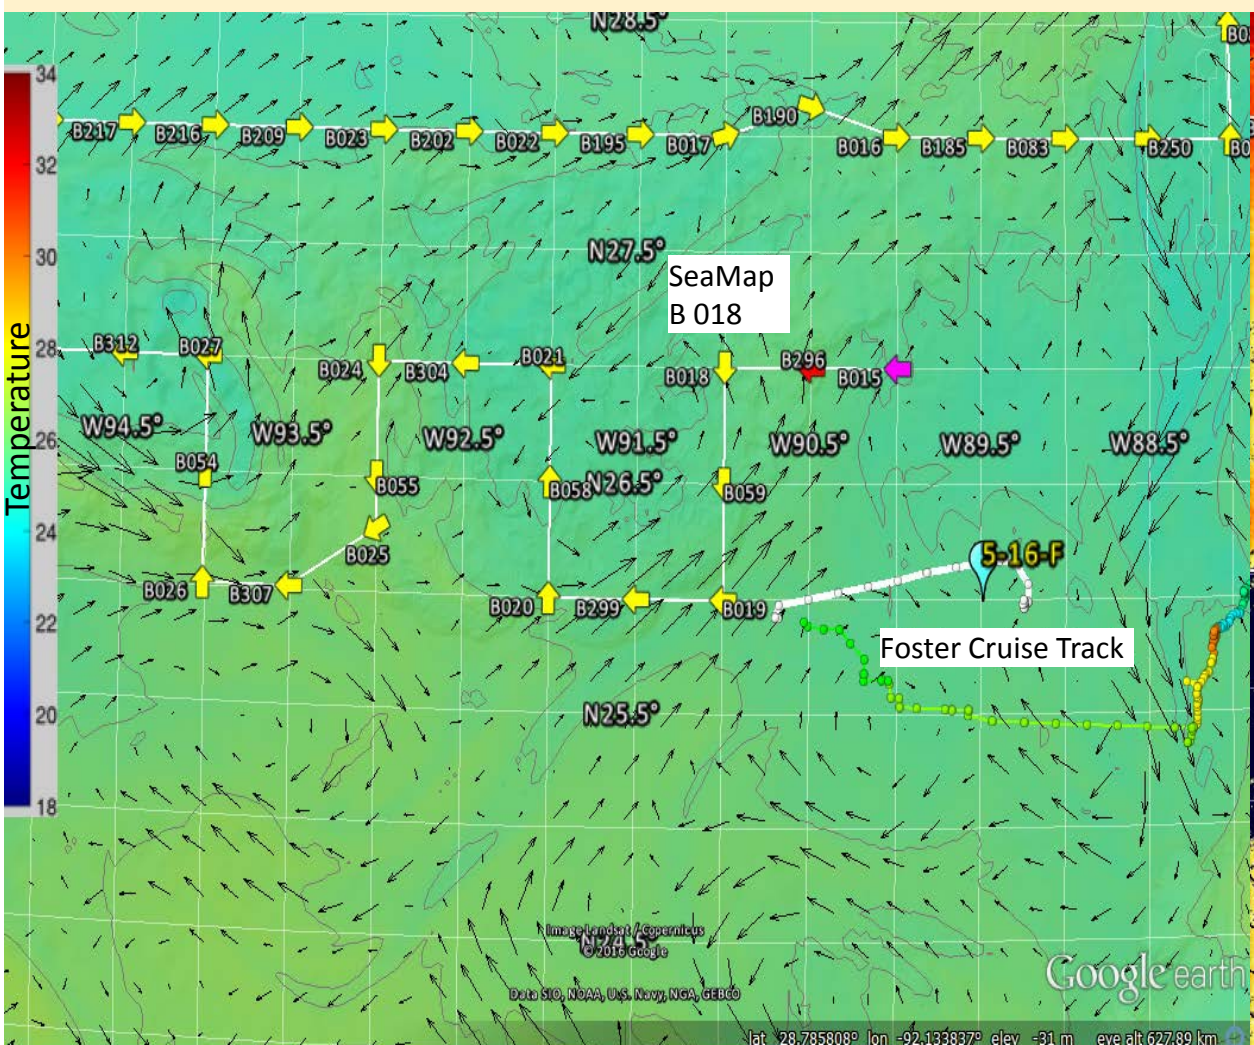 N28.5°
B0
34
B217
B216
B209
B023
B202
B022
B195
B017
B190
B016
B185
B083
B250
B0
32
30
N27.5°
SeaMap
B 018
28
B312
B027
B024
B304
B021
B018
B296
B015
Temperature
W94.5°
W93.5°
W92.5°
W91.5°
W90.5°
W89.5°
W88.5°
26
B054
B055
B058
N26.5°
B059
24
B025
5-16-F
B026
B307
B020
B299
B019
22
Foster Cruise Track
20
N25.5°
18
Image Landsat / Copernicus
N24.5°
© 2016 Google
Data SIO, NOAA, U.S. Navy, NGA, GEBCO
Google earth
lat 28.785808° lon -92.133837° elev -31 m eye alt 627.89 km